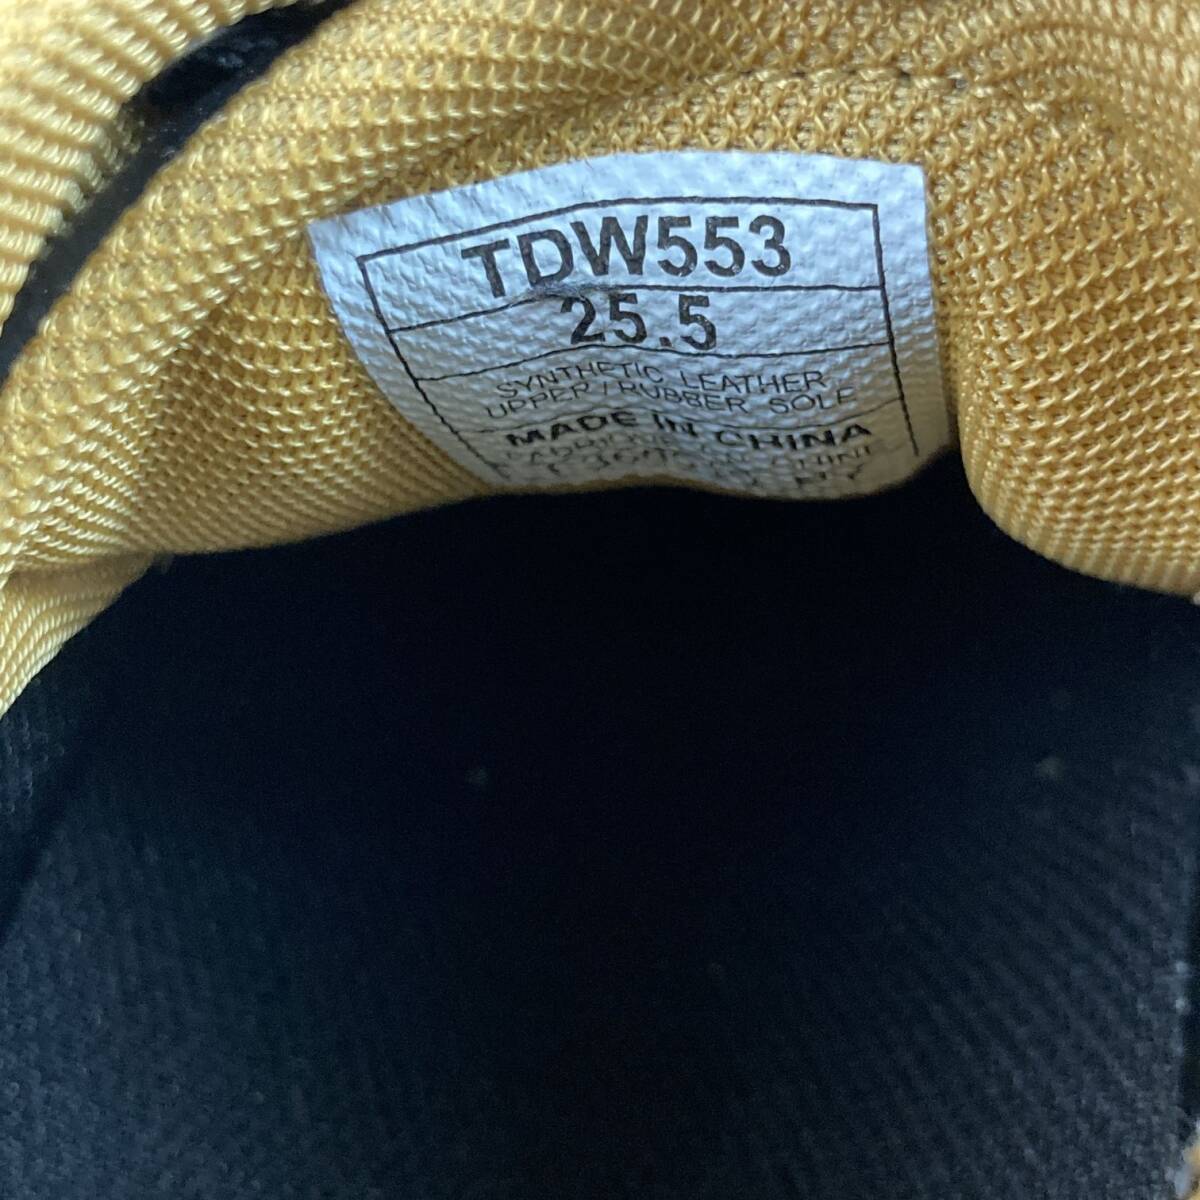 TDW553
25.5
SYNTHETIC LEATHER
UPPER / RUBBER SOLE
MADE IN CHINA